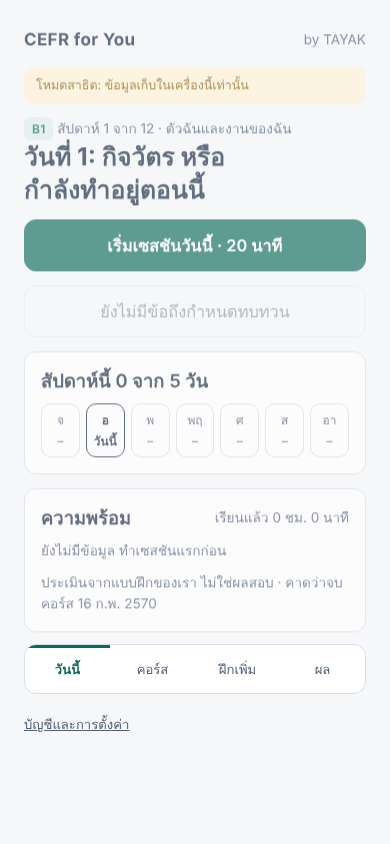 CEFR for You
by TAYAK
โหมดสาธิต: ข้อมูลเก็บในเครื่องนี้เท่านั้น
B1 สัปดาห์ 1 จาก 12 · ตัวฉันและงานของฉัน
วันที่ 1: กิจวัตร หรือ
กำลังทำอยู่ตอนนี้
เริ่มเซสชันวันนี้ · 20 นาที
ยังไม่มีข้อถึงกำหนดทบทวน
สัปดาห์นี้ 0 จาก 5 วัน
จ อ พ พฤ ศ ส อา
– วันนี้ – – – – –
ความพร้อม
เรียนแล้ว 0 ชม. 0 นาที
ยังไม่มีข้อมูล ทำเซสชันแรกก่อน
ประเมินจากแบบฝึกของเรา ไม่ใช่ผลสอบ · คาดว่าจบ
คอร์ส 16 ก.พ. 2570
วันนี้ คอร์ส ฝึกเพิ่ม ผล
บัญชีและการตั้งค่า